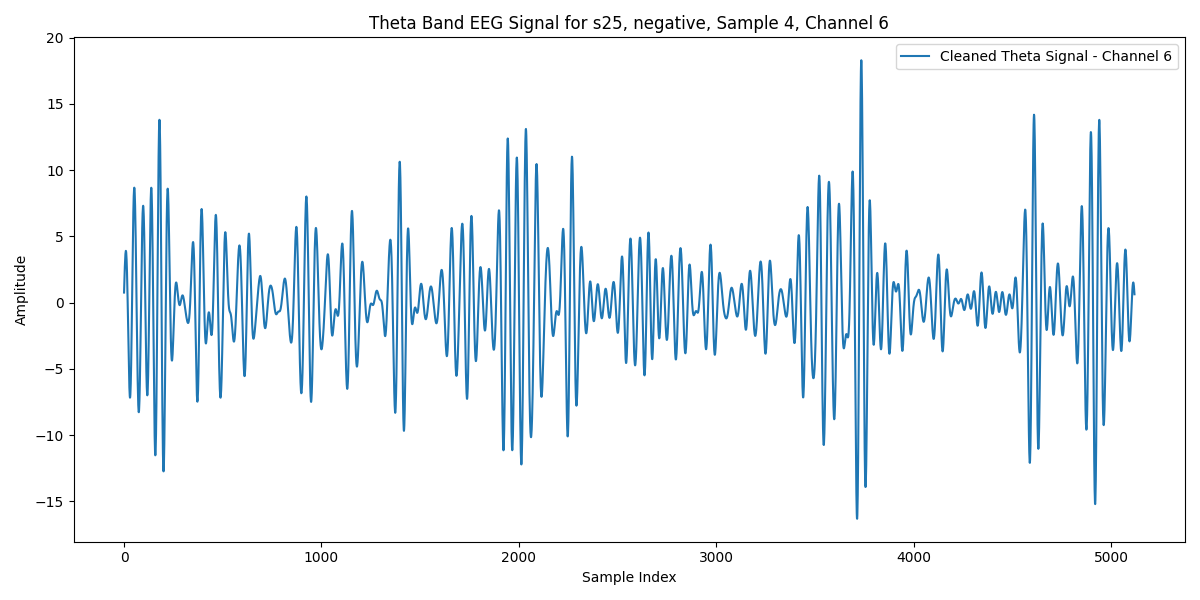 Theta Band EEG Signal for s25, negative, Sample 4, Channel 6
Cleaned Theta Signal - Channel 6
Amplitude
20
15
10
5
0
−5
−10
−15
0 1000 2000 3000 4000 5000
Sample Index